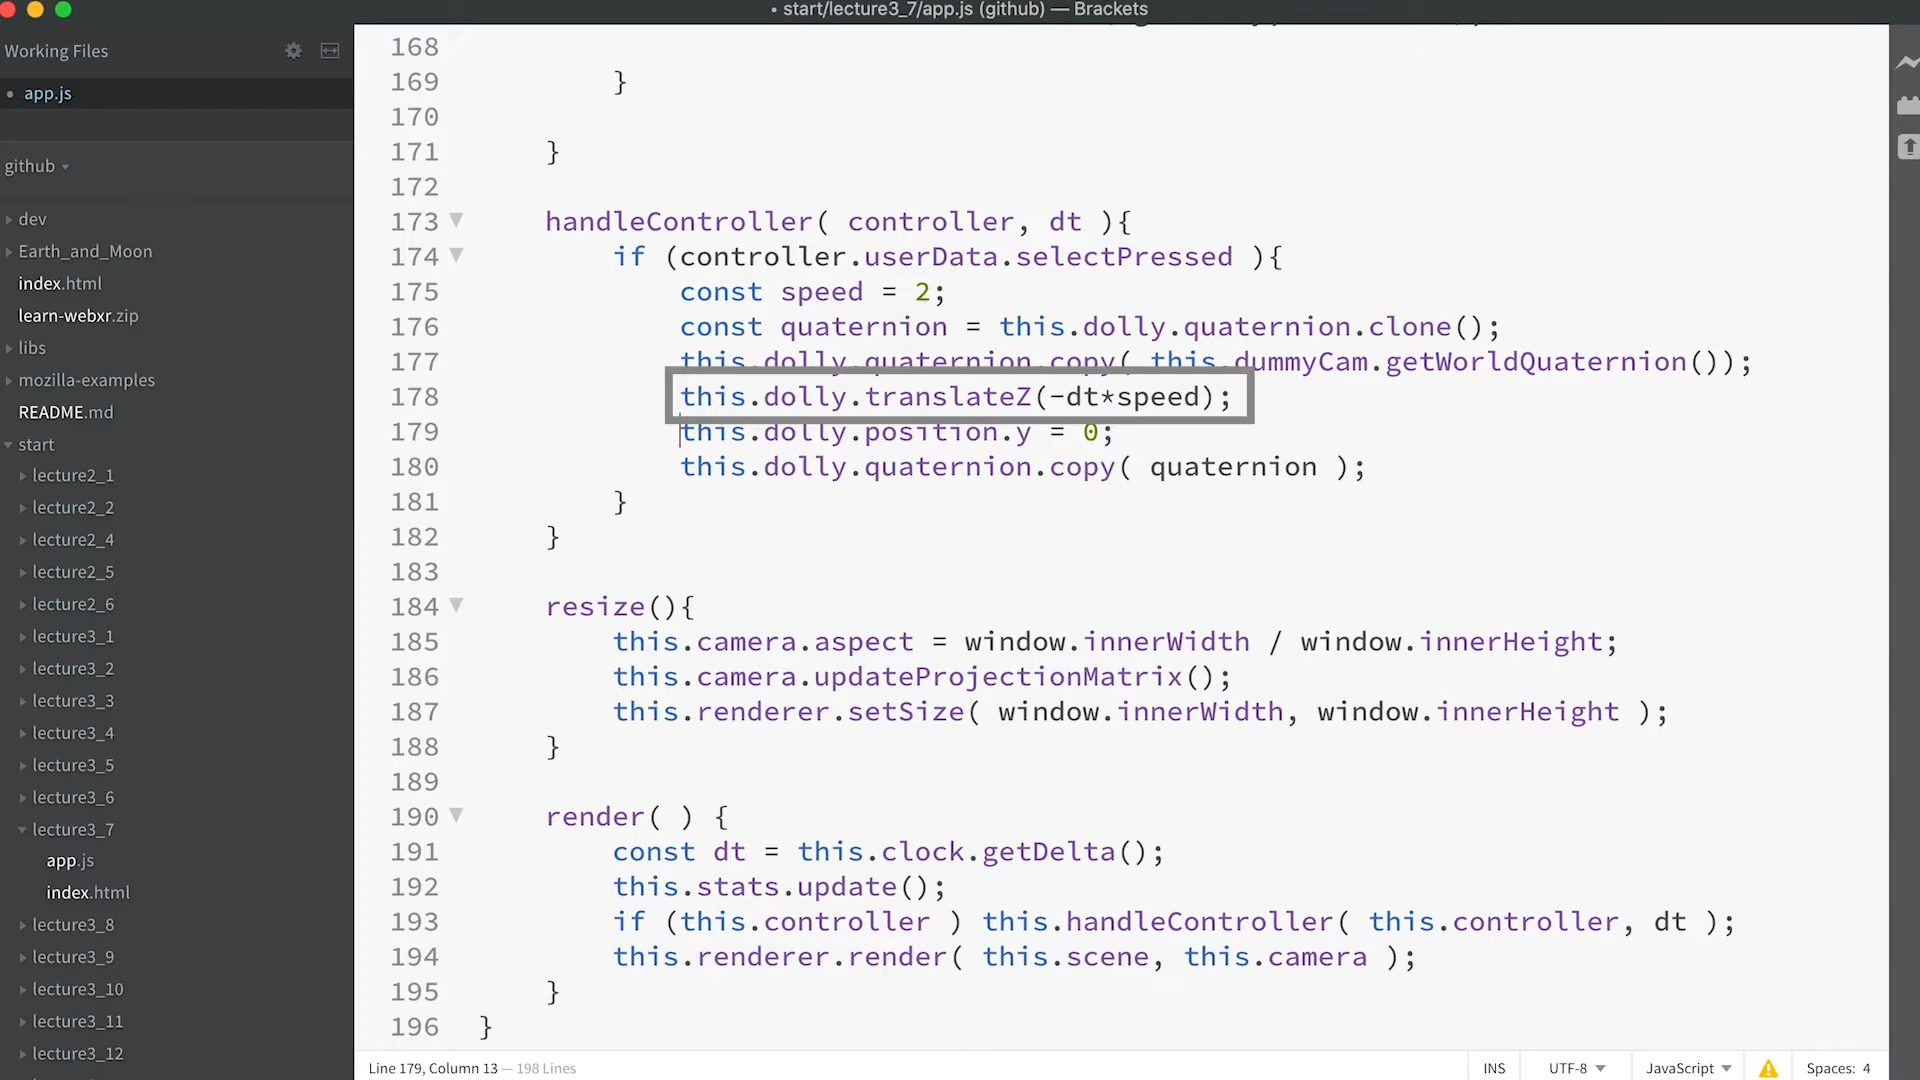 • start/lecture3_7/app.js (github) — Brackets
Working Files
• app.js
github
dev
Earth_and_Moon
index.html
learn-webxr.zip
libs
mozilla-examples
README.md
start
lecture2_1
lecture2_2
lecture2_4
lecture2_5
lecture2_6
lecture3_1
lecture3_2
lecture3_3
lecture3_4
lecture3_5
lecture3_6
lecture3_7
app.js
index.html
lecture3_8
lecture3_9
lecture3_10
lecture3_11
lecture3_12
168
169 }
170
171 }
172
173 handleController( controller, dt ){
174 if (controller.userData.selectPressed ){
175 const speed = 2;
176 const quaternion = this.dolly.quaternion.clone();
177 this.dolly.quaternion.copy( this.dummyCam.getWorldQuaternion());
178 this.dolly.translateZ(-dt*speed);
179 this.dolly.position.y = 0;
180 this.dolly.quaternion.copy( quaternion );
181 }
182 }
183
184 resize(){
185 this.camera.aspect = window.innerWidth / window.innerHeight;
186 this.camera.updateProjectionMatrix();
187 this.renderer.setSize( window.innerWidth, window.innerHeight );
188 }
189
190 render( ) {
191 const dt = this.clock.getDelta();
192 this.stats.update();
193 if (this.controller ) this.handleController( this.controller, dt );
194 this.renderer.render( this.scene, this.camera );
195 }
196 }
Line 179, Column 13 — 198 Lines
INS UTF-8 JavaScript Spaces: 4